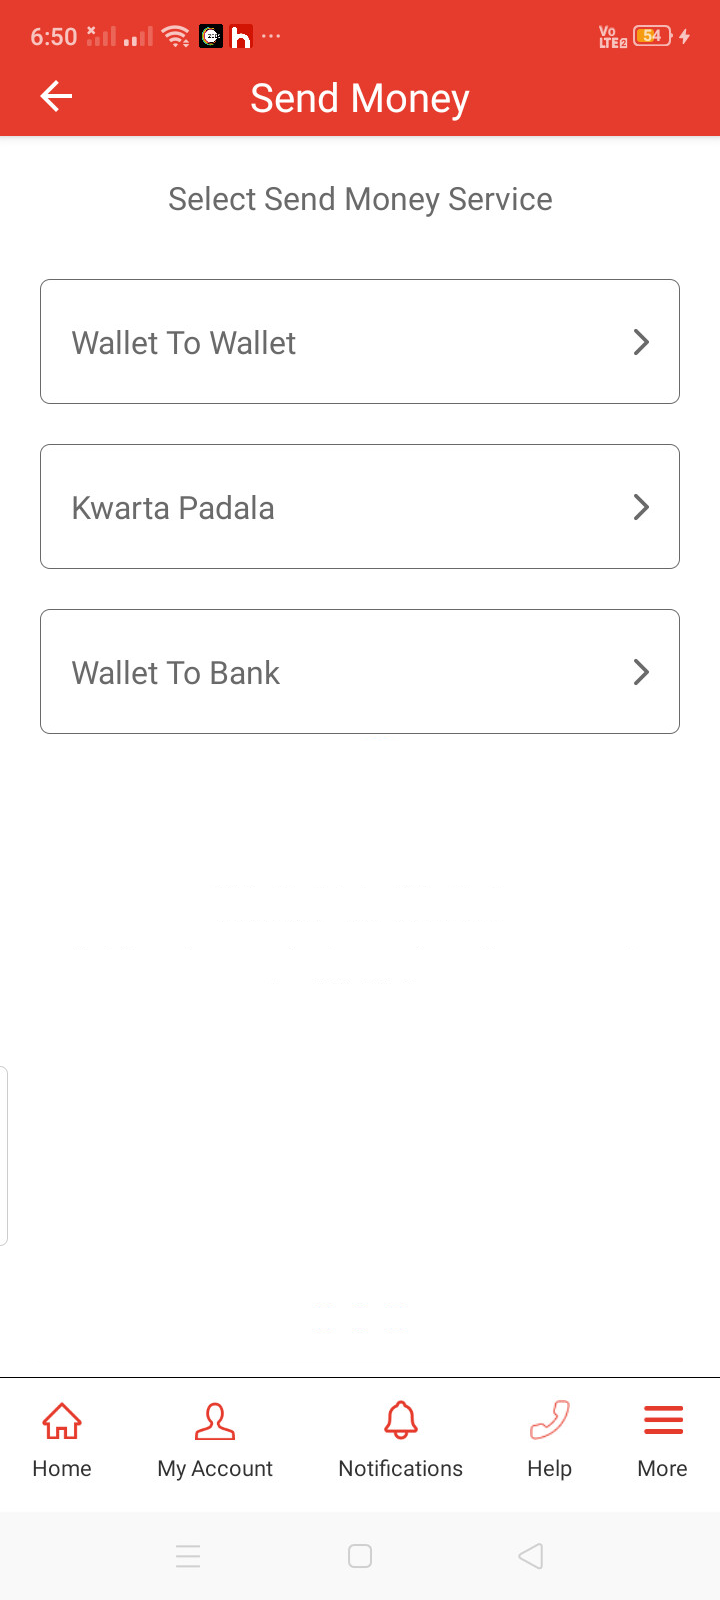 6:50
Vo
LTE2
54
Send Money
Select Send Money Service
Wallet To Wallet
Kwarta Padala
Wallet To Bank
Home
My Account
Notifications
Help
More